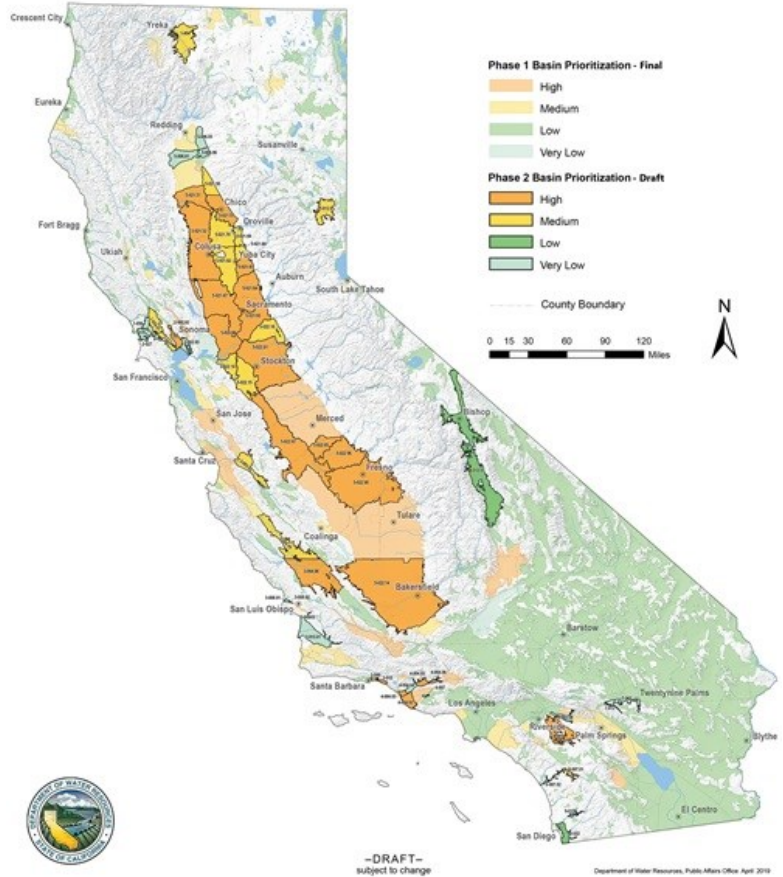 Crescent City
Yreka
Eureka
Redding
Susanville
Phase 1 Basin Prioritization - Final
High
Medium
Low
Very Low
Phase 2 Basin Prioritization - Draft
High
Medium
Low
Very Low
County Boundary
N
0 15 30 60 90 120
Miles
Chico
Oroville
Fort Bragg
Colusa
Yuba City
Ukiah
Auburn
South Lake Tahoe
Sacramento
Sonoma
Stockton
San Francisco
San Jose
Merced
Bishop
Santa Cruz
Fresno
Tulare
Coalinga
Bakersfield
San Luis Obispo
Barstow
Santa Barbara
Los Angeles
Twentynine Palms
Riverside
Palm Springs
Blythe
El Centro
San Diego
DEPARTMENT OF WATER RESOURCES
STATE OF CALIFORNIA
–DRAFT–
subject to change
Department of Water Resources, Public Affairs Office April 2019